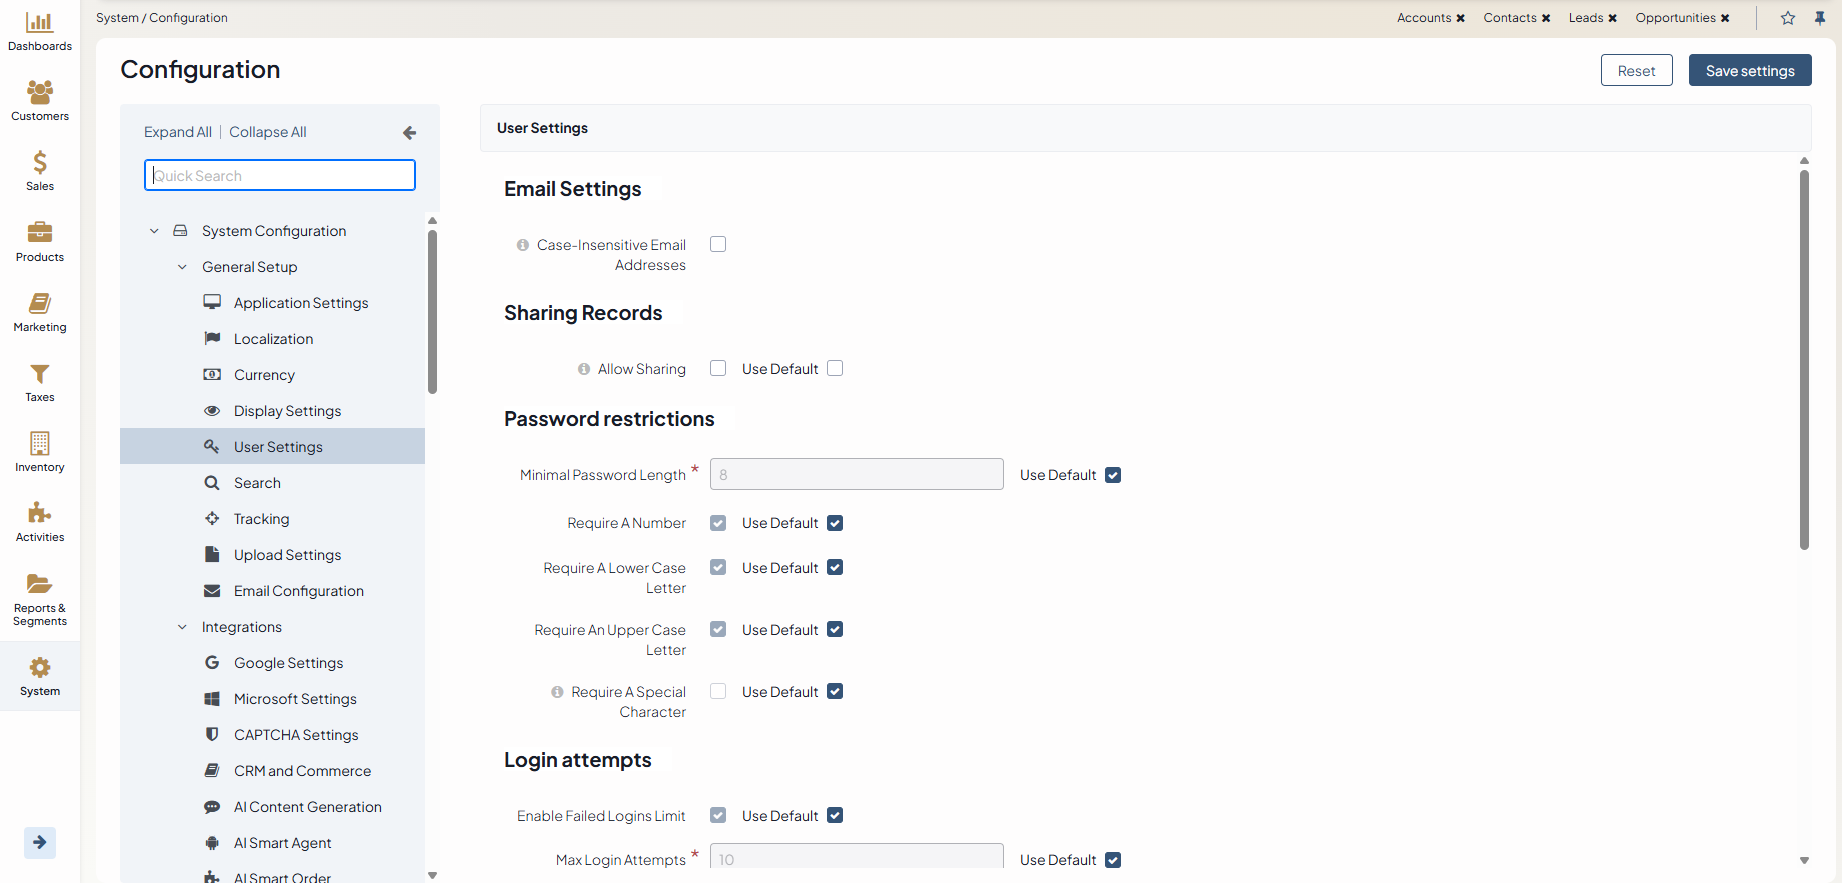 Dashboards
Customers
Sales
Products
Marketing
Taxes
Inventory
Activities
Reports &
Segments
System
System / Configuration
Accounts
Contacts
Leads
Opportunities
Configuration
Reset
Save settings
Expand All | Collapse All
Quick Search
System Configuration
General Setup
Application Settings
Localization
Currency
Display Settings
User Settings
Search
Tracking
Upload Settings
Email Configuration
Integrations
Google Settings
Microsoft Settings
CAPTCHA Settings
CRM and Commerce
AI Content Generation
AI Smart Agent
AI Smart Order
User Settings
Email Settings
Case-Insensitive Email
Addresses
Sharing Records
Allow Sharing
Use Default
Password restrictions
Minimal Password Length *
8
Use Default
Require A Number
Use Default
Require A Lower Case
Letter
Use Default
Require An Upper Case
Letter
Use Default
Require A Special
Character
Use Default
Login attempts
Enable Failed Logins Limit
Use Default
Max Login Attempts *
10
Use Default